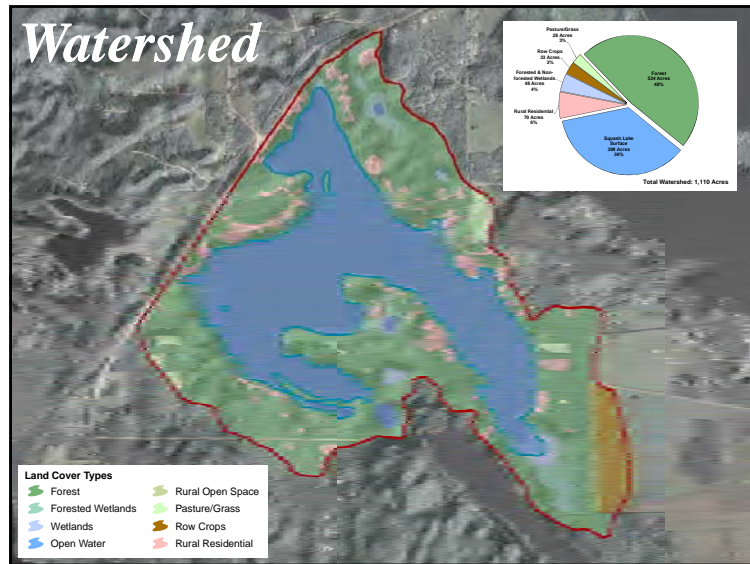 Watershed
Pasture/Grass
28 Acres
3%
Row Crops
33 Acres
3%
Forested & Non-
forested Wetlands
48 Acres
4%
Rural Residential
70 Acres
6%
Forest
534 Acres
48%
Squash Lake
Surface
398 Acres
36%
Total Watershed: 1,110 Acres
Land Cover Types
Forest
Forested Wetlands
Wetlands
Open Water
Rural Open Space
Pasture/Grass
Row Crops
Rural Residential